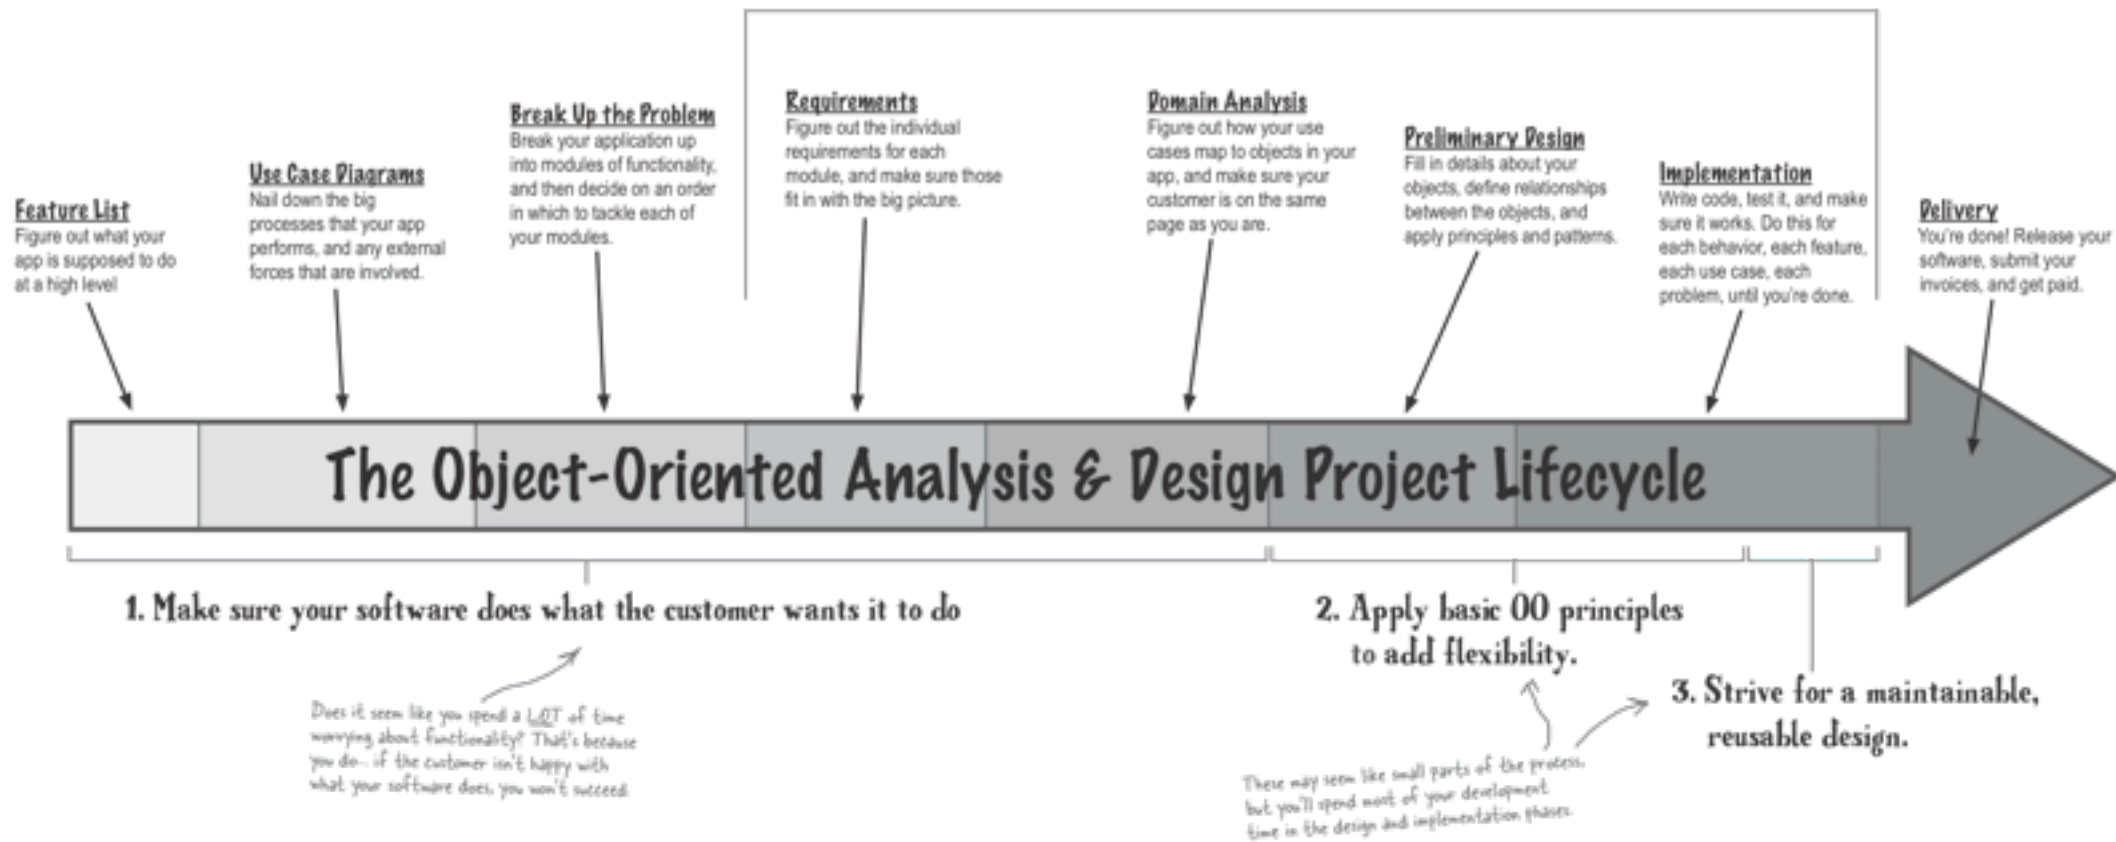 Feature List
Figure out what your
app is supposed to do
at a high level
Use Case Diagrams
Nail down the big
processes that your app
performs, and any external
forces that are involved.
Break Up the Problem
Break your application up
into modules of functionality,
and then decide on an order
in which to tackle each of
your modules.
Requirements
Figure out the individual
requirements for each
module, and make sure those
fit in with the big picture.
Domain Analysis
Figure out how your use
cases map to objects in your
app, and make sure your
customer is on the same
page as you are.
Preliminary Design
Fill in details about your
objects, define relationships
between the objects, and
apply principles and patterns.
Implementation
Write code, test it, and make
sure it works. Do this for
each behavior, each feature,
each use case, each
problem, until you're done.
Delivery
You're done! Release your
software, submit your
invoices, and get paid.
The Object-Oriented Analysis & Design Project Lifecycle
1. Make sure your software does what the customer wants it to do
2. Apply basic OO principles
to add flexibility.
3. Strive for a maintainable,
reusable design.
Does it seem like you spend a LOT of time
worrying about functionality? That's because
you do... if the customer isn't happy with
what your software does, you won't succeed.
These may seem like small parts of the process,
but you'll spend most of your development
time in the design and implementation phases.